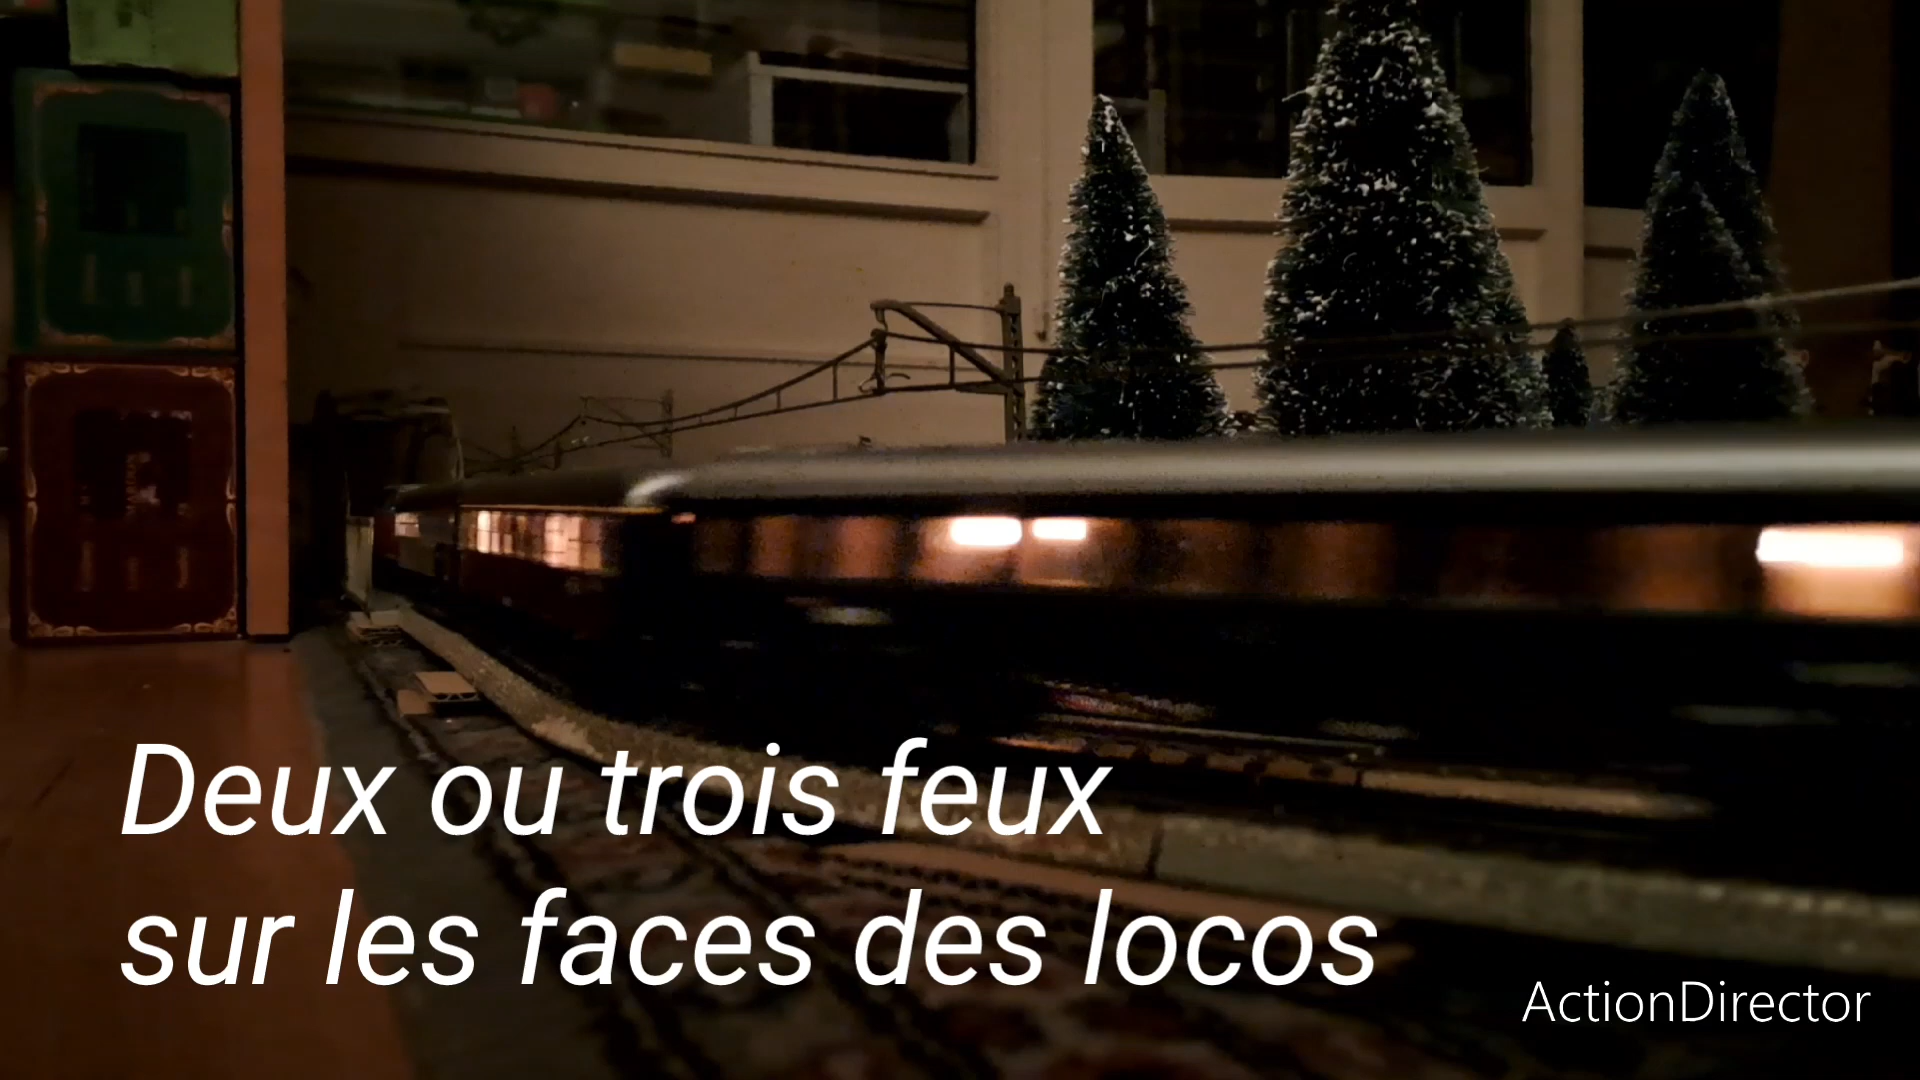 Deux ou trois feux
sur les faces des locos
ActionDirector